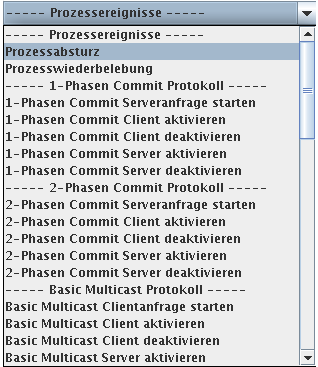 ----- Prozessereignisse -----
----- Prozessereignisse -----
Prozessabsturz
Prozesswiederbelebung
----- 1-Phasen Commit Protokoll -----
1-Phasen Commit Serveranfrage starten
1-Phasen Commit Client aktivieren
1-Phasen Commit Client deaktivieren
1-Phasen Commit Server aktivieren
1-Phasen Commit Server deaktivieren
----- 2-Phasen Commit Protokoll -----
2-Phasen Commit Serveranfrage starten
2-Phasen Commit Client aktivieren
2-Phasen Commit Client deaktivieren
2-Phasen Commit Server aktivieren
2-Phasen Commit Server deaktivieren
----- Basic Multicast Protokoll -----
Basic Multicast Clientanfrage starten
Basic Multicast Client aktivieren
Basic Multicast Client deaktivieren
Basic Multicast Server aktivieren